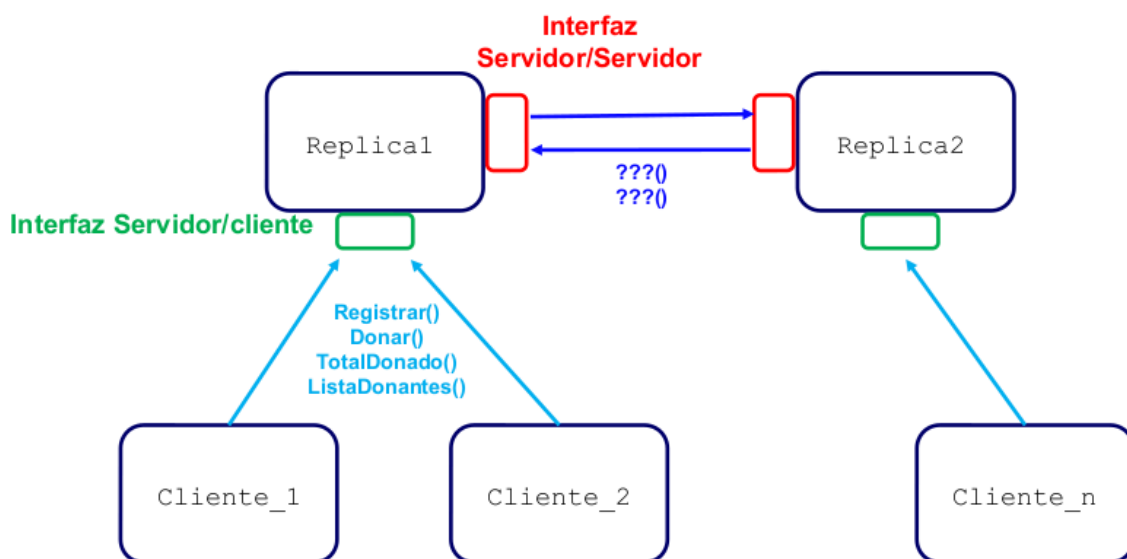 Interfaz
Servidor/Servidor
Replica1
Replica2
???()
???()
Interfaz Servidor/cliente
Registrar()
Donar()
TotalDonado()
ListaDonantes()
Cliente_1
Cliente_2
Cliente_n